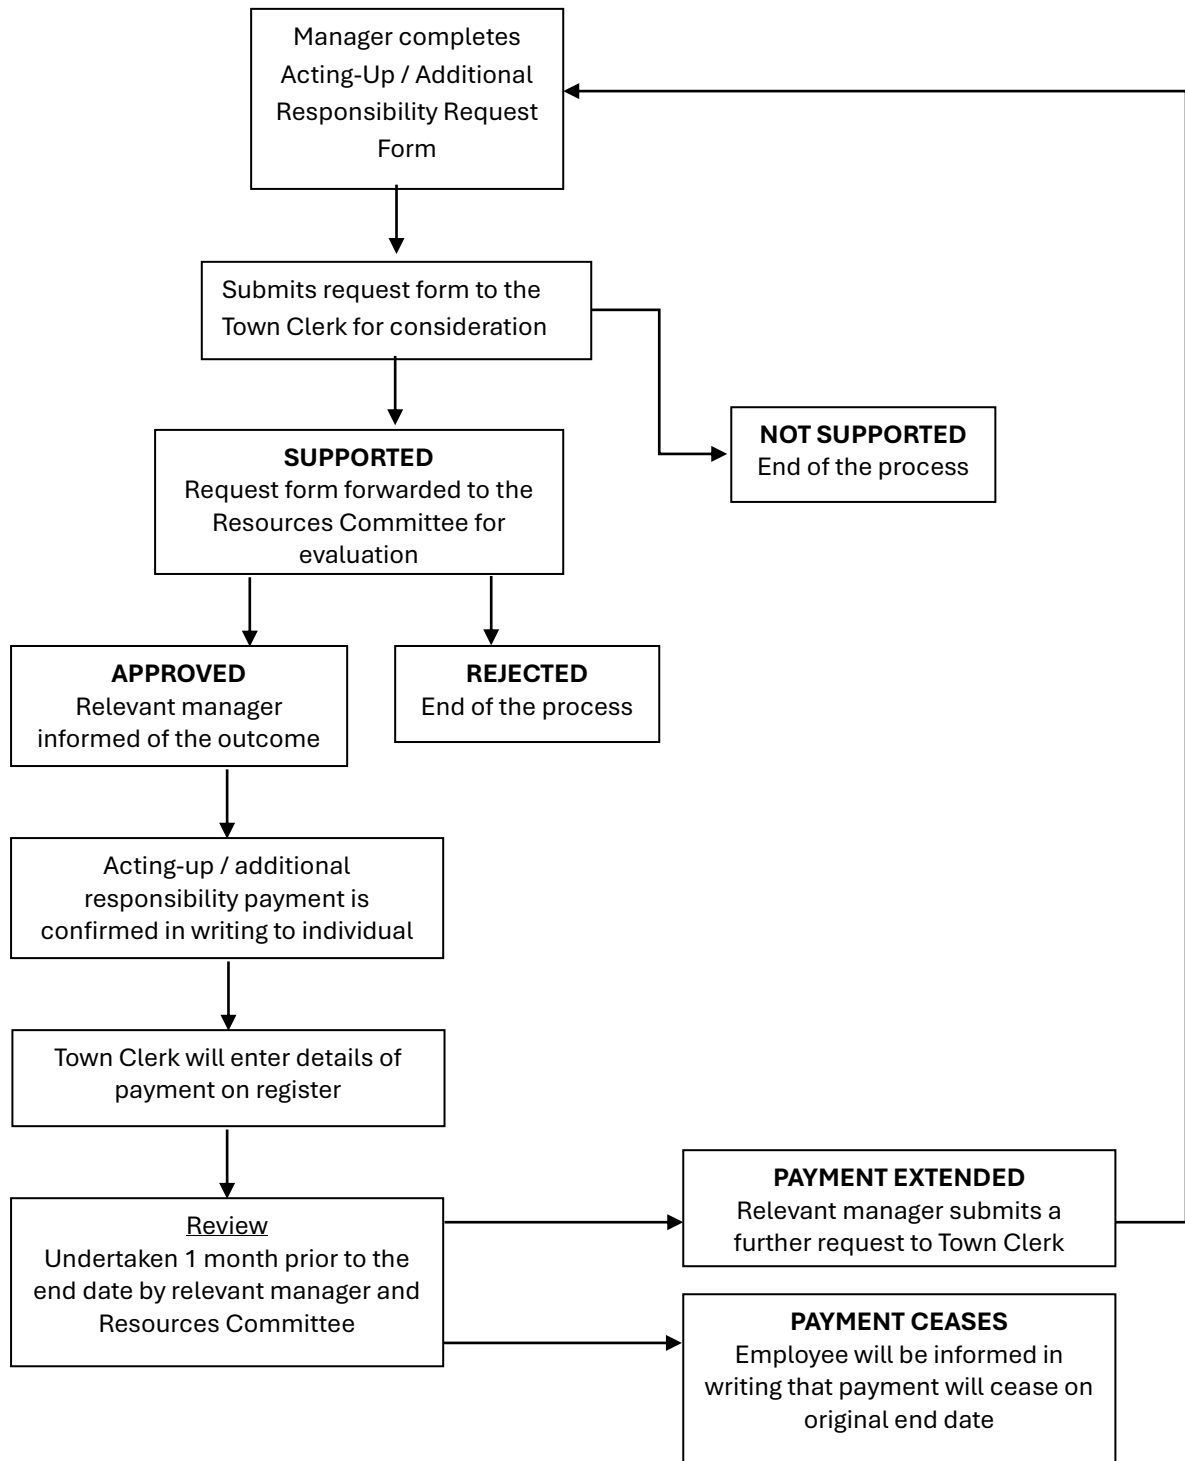 Manager completes
Acting-Up / Additional
Responsibility Request
Form
Submits request form to the
Town Clerk for consideration
NOT SUPPORTED
End of the process
SUPPORTED
Request form forwarded to the
Resources Committee for
evaluation
APPROVED
Relevant manager
informed of the outcome
REJECTED
End of the process
Acting-up / additional
responsibility payment is
confirmed in writing to individual
Town Clerk will enter details of
payment on register
Review
Undertaken 1 month prior to the
end date by relevant manager and
Resources Committee
PAYMENT EXTENDED
Relevant manager submits a
further request to Town Clerk
PAYMENT CEASES
Employee will be informed in
writing that payment will cease on
original end date